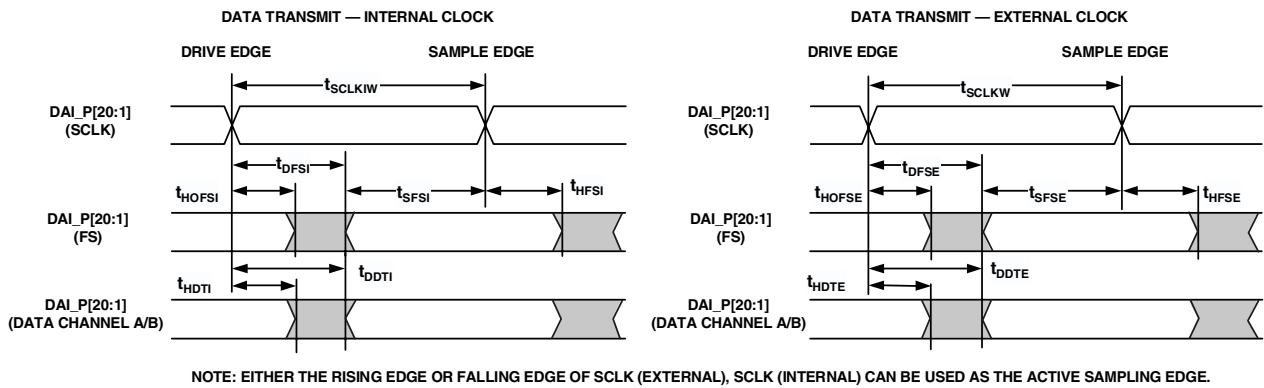 DATA TRANSMIT — INTERNAL CLOCK
DRIVE EDGE
SAMPLE EDGE
tSCLKIW
DAI_P[20:1]
(SCLK)
tDFSI
tHOFSI
tSFSI
tHFSI
DAI_P[20:1]
(FS)
tDDTI
tHDTI
DAI_P[20:1]
(DATA CHANNEL A/B)
DATA TRANSMIT — EXTERNAL CLOCK
DRIVE EDGE
SAMPLE EDGE
tSCLKW
DAI_P[20:1]
(SCLK)
tDFSE
tHOFSE
tSFSE
tHFSE
DAI_P[20:1]
(FS)
tDDTE
tHDTE
DAI_P[20:1]
(DATA CHANNEL A/B)
NOTE: EITHER THE RISING EDGE OR FALLING EDGE OF SCLK (EXTERNAL), SCLK (INTERNAL) CAN BE USED AS THE ACTIVE SAMPLING EDGE.